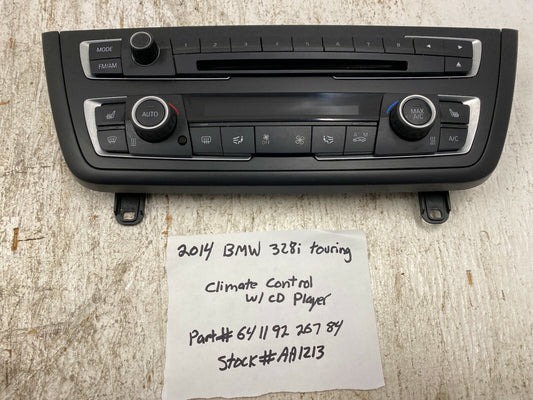 MODE 1 2 3 4 5 6 7 8
FM/AM
AUTO MAX A/C
OFF A M A/C
2014 BMW 328i touring
Climate Control
W/ CD Player
Part# 64 11 92 267 84
Stock# AA1213